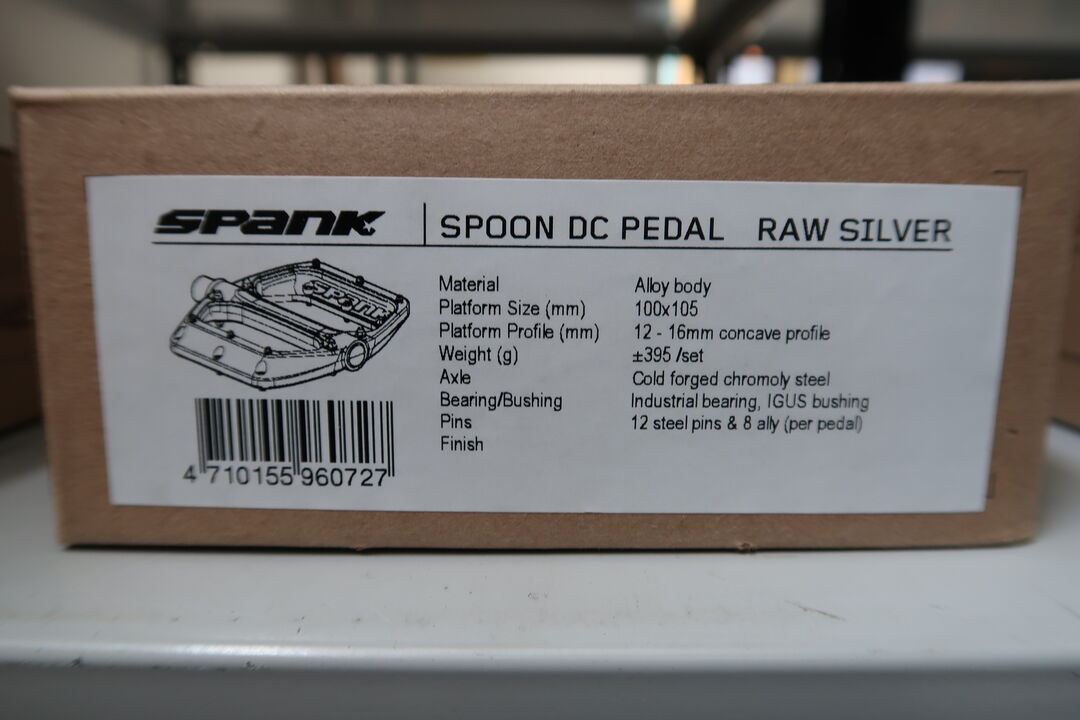 SPANK SPOON DC PEDAL RAW SILVER
SPANK
Material Alloy body
Platform Size (mm) 100x105
Platform Profile (mm) 12 - 16mm concave profile
Weight (g) ±395 /set
Axle Cold forged chromoly steel
Bearing/Bushing Industrial bearing, IGUS bushing
Pins 12 steel pins & 8 ally (per pedal)
Finish
4 710155 960727